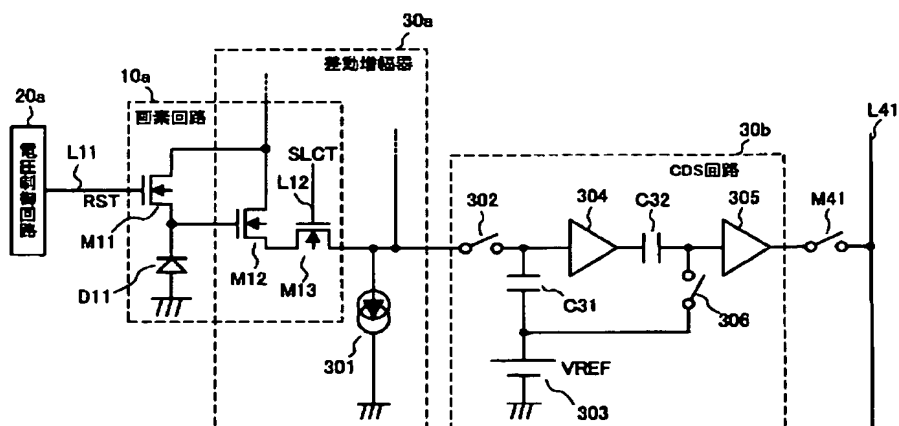 30a
差動増幅器
10a
20a
画素回路
電圧制御回路
L11
RST
M11
SLCT
L12
D11
M12
M13
301
30b
CDS回路
L41
302
304
C32
305
M41
C31
306
VREF
303